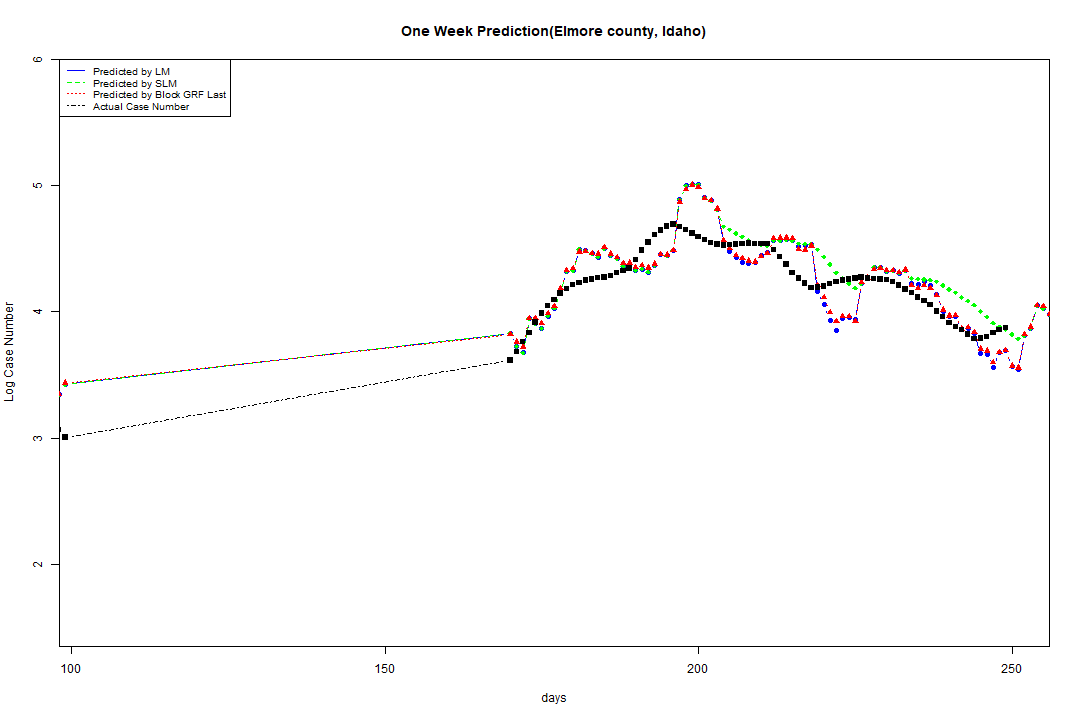 One Week Prediction(Elmore county, Idaho)
Predicted by LM
Predicted by SLM
Predicted by Block GRF Last
Actual Case Number
6
5
4
3
2
Log Case Number
100 150 200 250
days